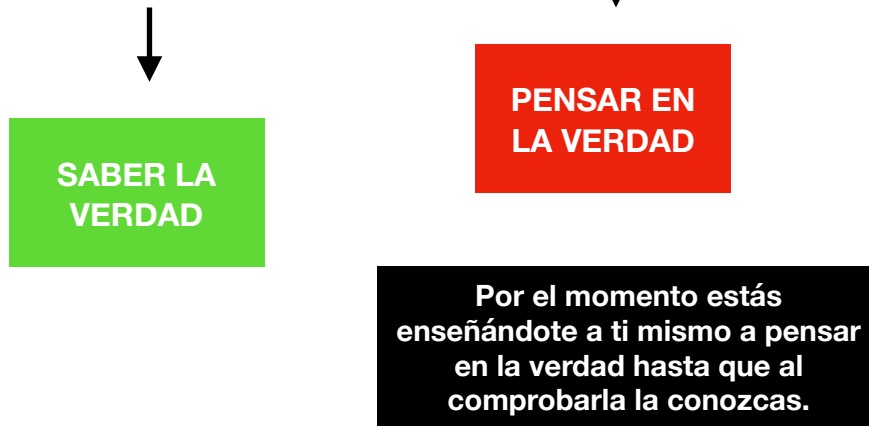 PENSAR EN
LA VERDAD
SABER LA
VERDAD
Por el momento estás
enseñándote a ti mismo a pensar
en la verdad hasta que al
comprobarla la conozcas.